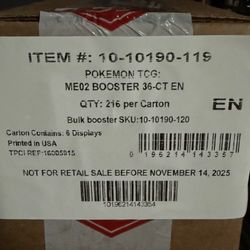 ITEM #: 10-10190-119
POKEMON TCG:
ME02 BOOSTER 36-CT EN
QTY: 216 per Carton
EN
Bulk booster SKU:10-10190-120
Carton Contains: 6 Displays
Printed in USA
TPCI REF:16005915
0 196214 143357
NOT FOR RETAIL SALE BEFORE NOVEMBER 14, 2025
10196214143354